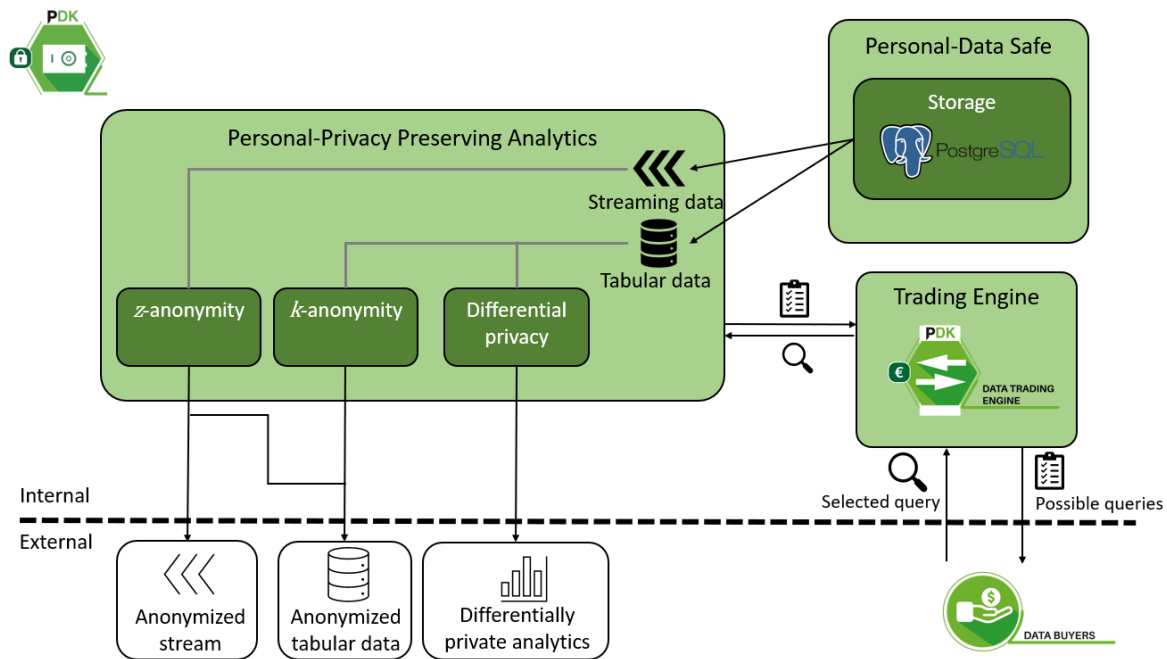 PDK
Personal-Data Safe
Storage
PostgreSQL
Personal-Privacy Preserving Analytics
Streaming data
Tabular data
z-anonymity
k-anonymity
Differential
privacy
Trading Engine
PDK
€
DATA TRADING
ENGINE
Selected query
Possible queries
Internal
External
Anonymized
stream
Anonymized
tabular data
Differentially
private analytics
$
DATA BUYERS